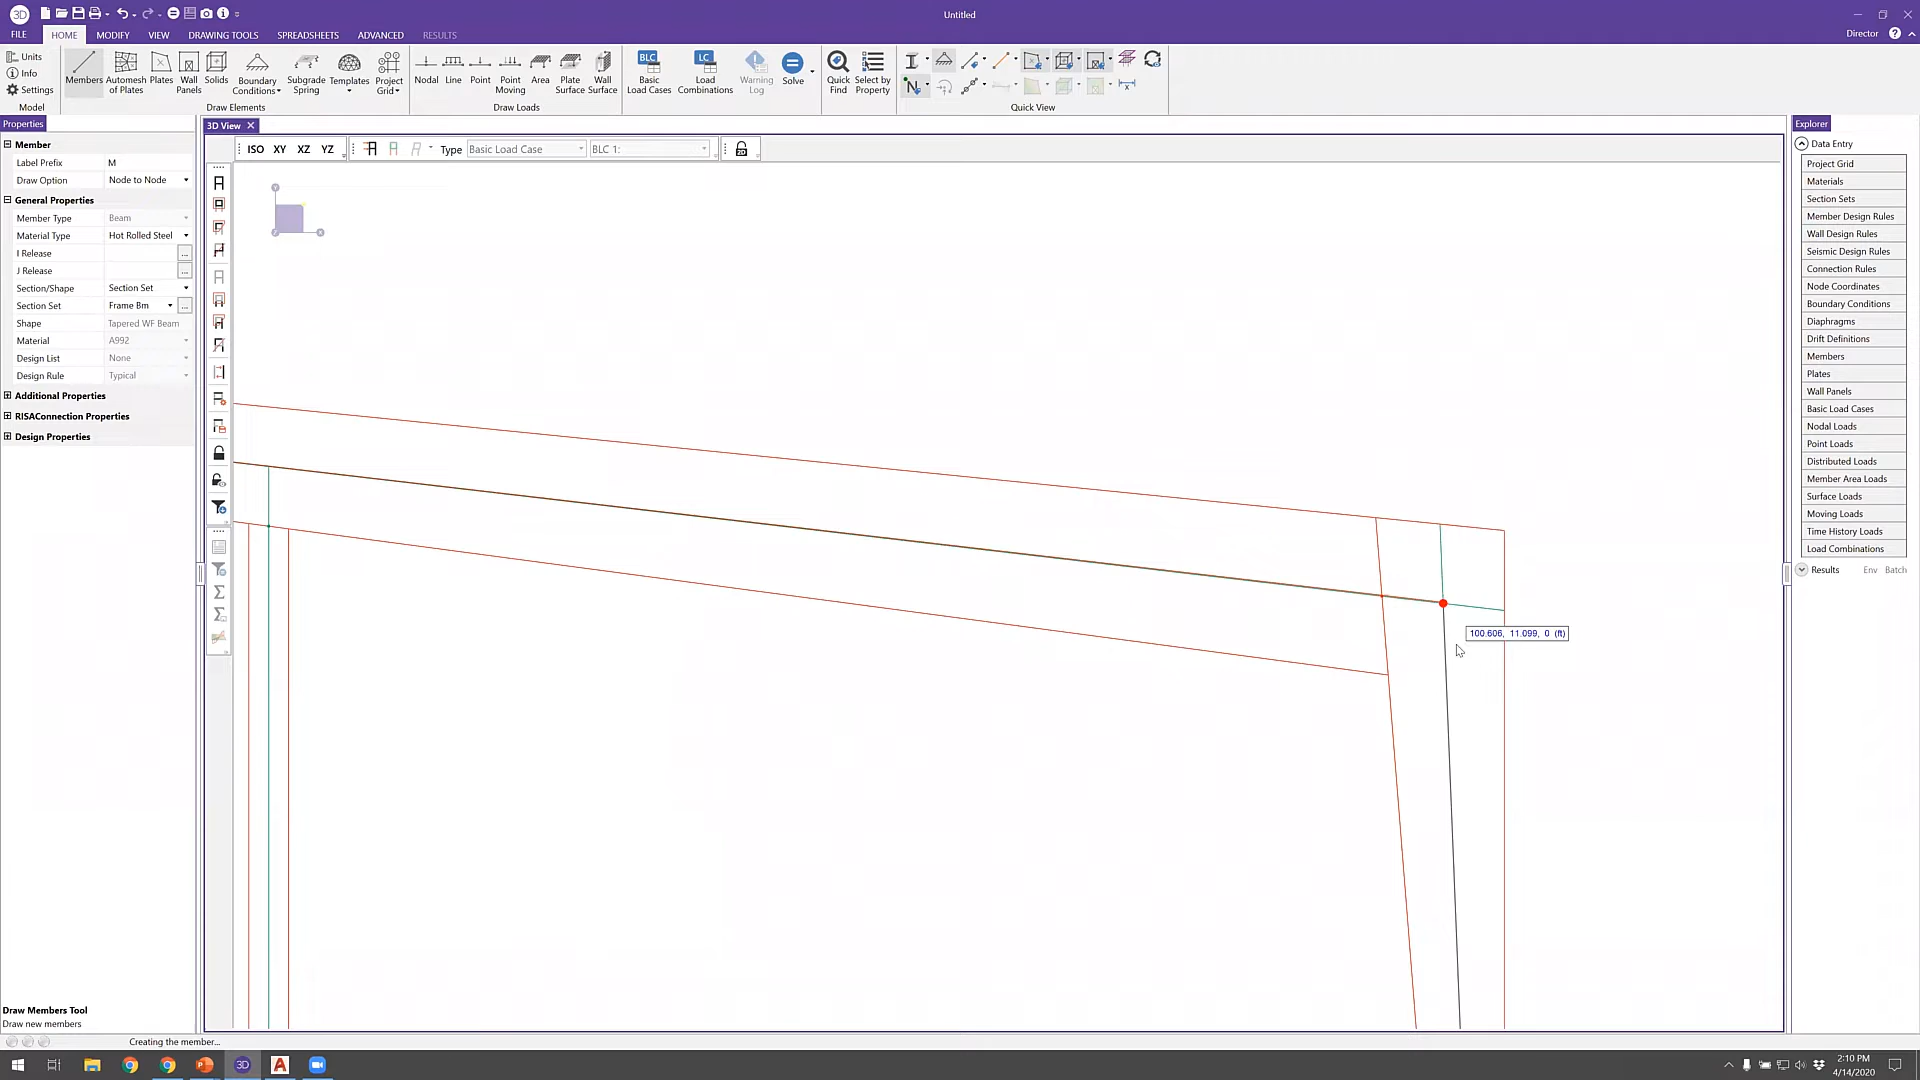 3D
Untitled
FILE HOME MODIFY VIEW DRAWING TOOLS SPREADSHEETS ADVANCED RESULTS
Director
Units
Info
Settings
Model
Members
Automesh of Plates
Plates
Wall Panels
Solids
Boundary Conditions
Subgrade Spring
Templates
Project Grid
Draw Elements
Nodal
Line
Point
Point Moving
Area
Plate Surface
Wall Surface
Draw Loads
BLC
Basic Load Cases
LC
Load Combinations
Warning Log
Solve
Quick Find
Select by Property
N
Quick View
Properties
Member
Label Prefix M
Draw Option Node to Node
General Properties
Member Type Beam
Material Type Hot Rolled Steel
I Release ...
J Release ...
Section/Shape Section Set
Section Set Frame Bm ...
Shape Tapered WF Beam
Material A992
Design List None
Design Rule Typical
Additional Properties
RISAConnection Properties
Design Properties
Draw Members Tool
Draw new members
3D View
ISO XY XZ YZ Type Basic Load Case BLC 1:
100.606, 11.099, 0 (ft)
Creating the member...
Explorer
Data Entry
Project Grid
Materials
Section Sets
Member Design Rules
Wall Design Rules
Seismic Design Rules
Connection Rules
Node Coordinates
Boundary Conditions
Diaphragms
Drift Definitions
Members
Plates
Wall Panels
Basic Load Cases
Nodal Loads
Point Loads
Distributed Loads
Member Area Loads
Surface Loads
Moving Loads
Time History Loads
Load Combinations
Results Env Batch
3D
2:10 PM
4/14/2020